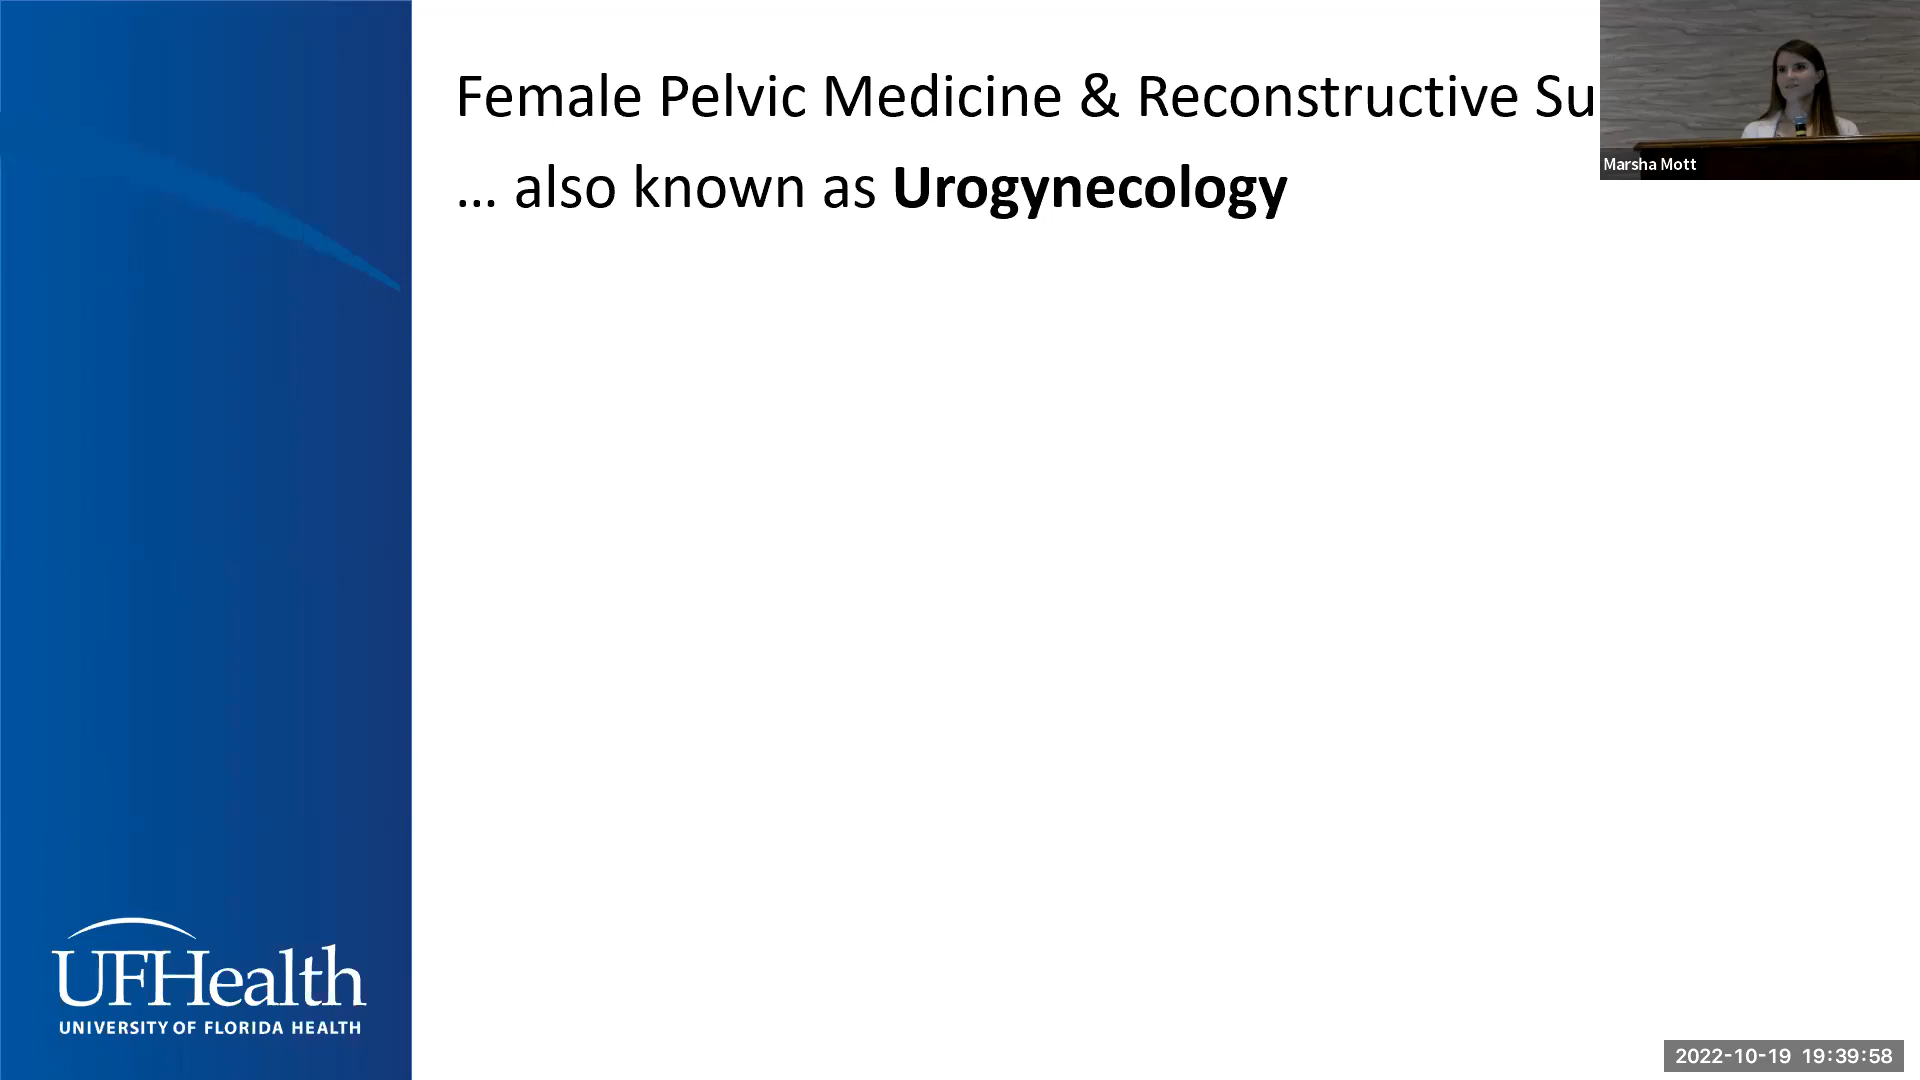 Female Pelvic Medicine & Reconstructive Su
... also known as Urogynecology
Marsha Mott
UFHealth
UNIVERSITY OF FLORIDA HEALTH
2022-10-19 19:39:58